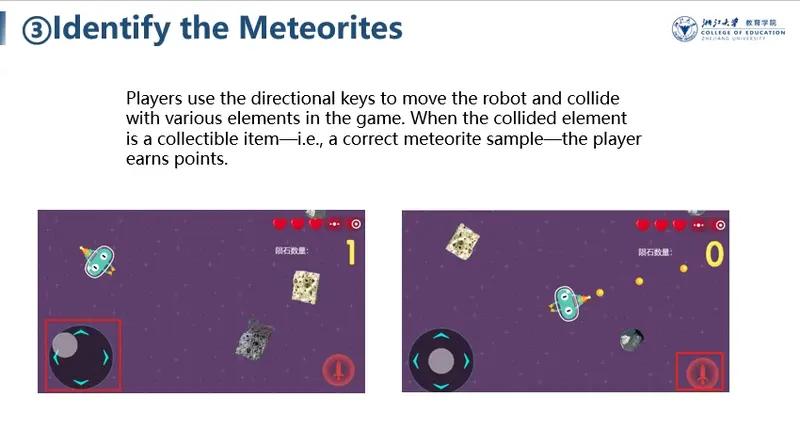 ③Identify the Meteorites
浙江大学 教育学院
COLLEGE OF EDUCATION
ZHEJIANG UNIVERSITY
Players use the directional keys to move the robot and collide
with various elements in the game. When the collided element
is a collectible item—i.e., a correct meteorite sample—the player
earns points.
陨石数量: 1
陨石数量: 0